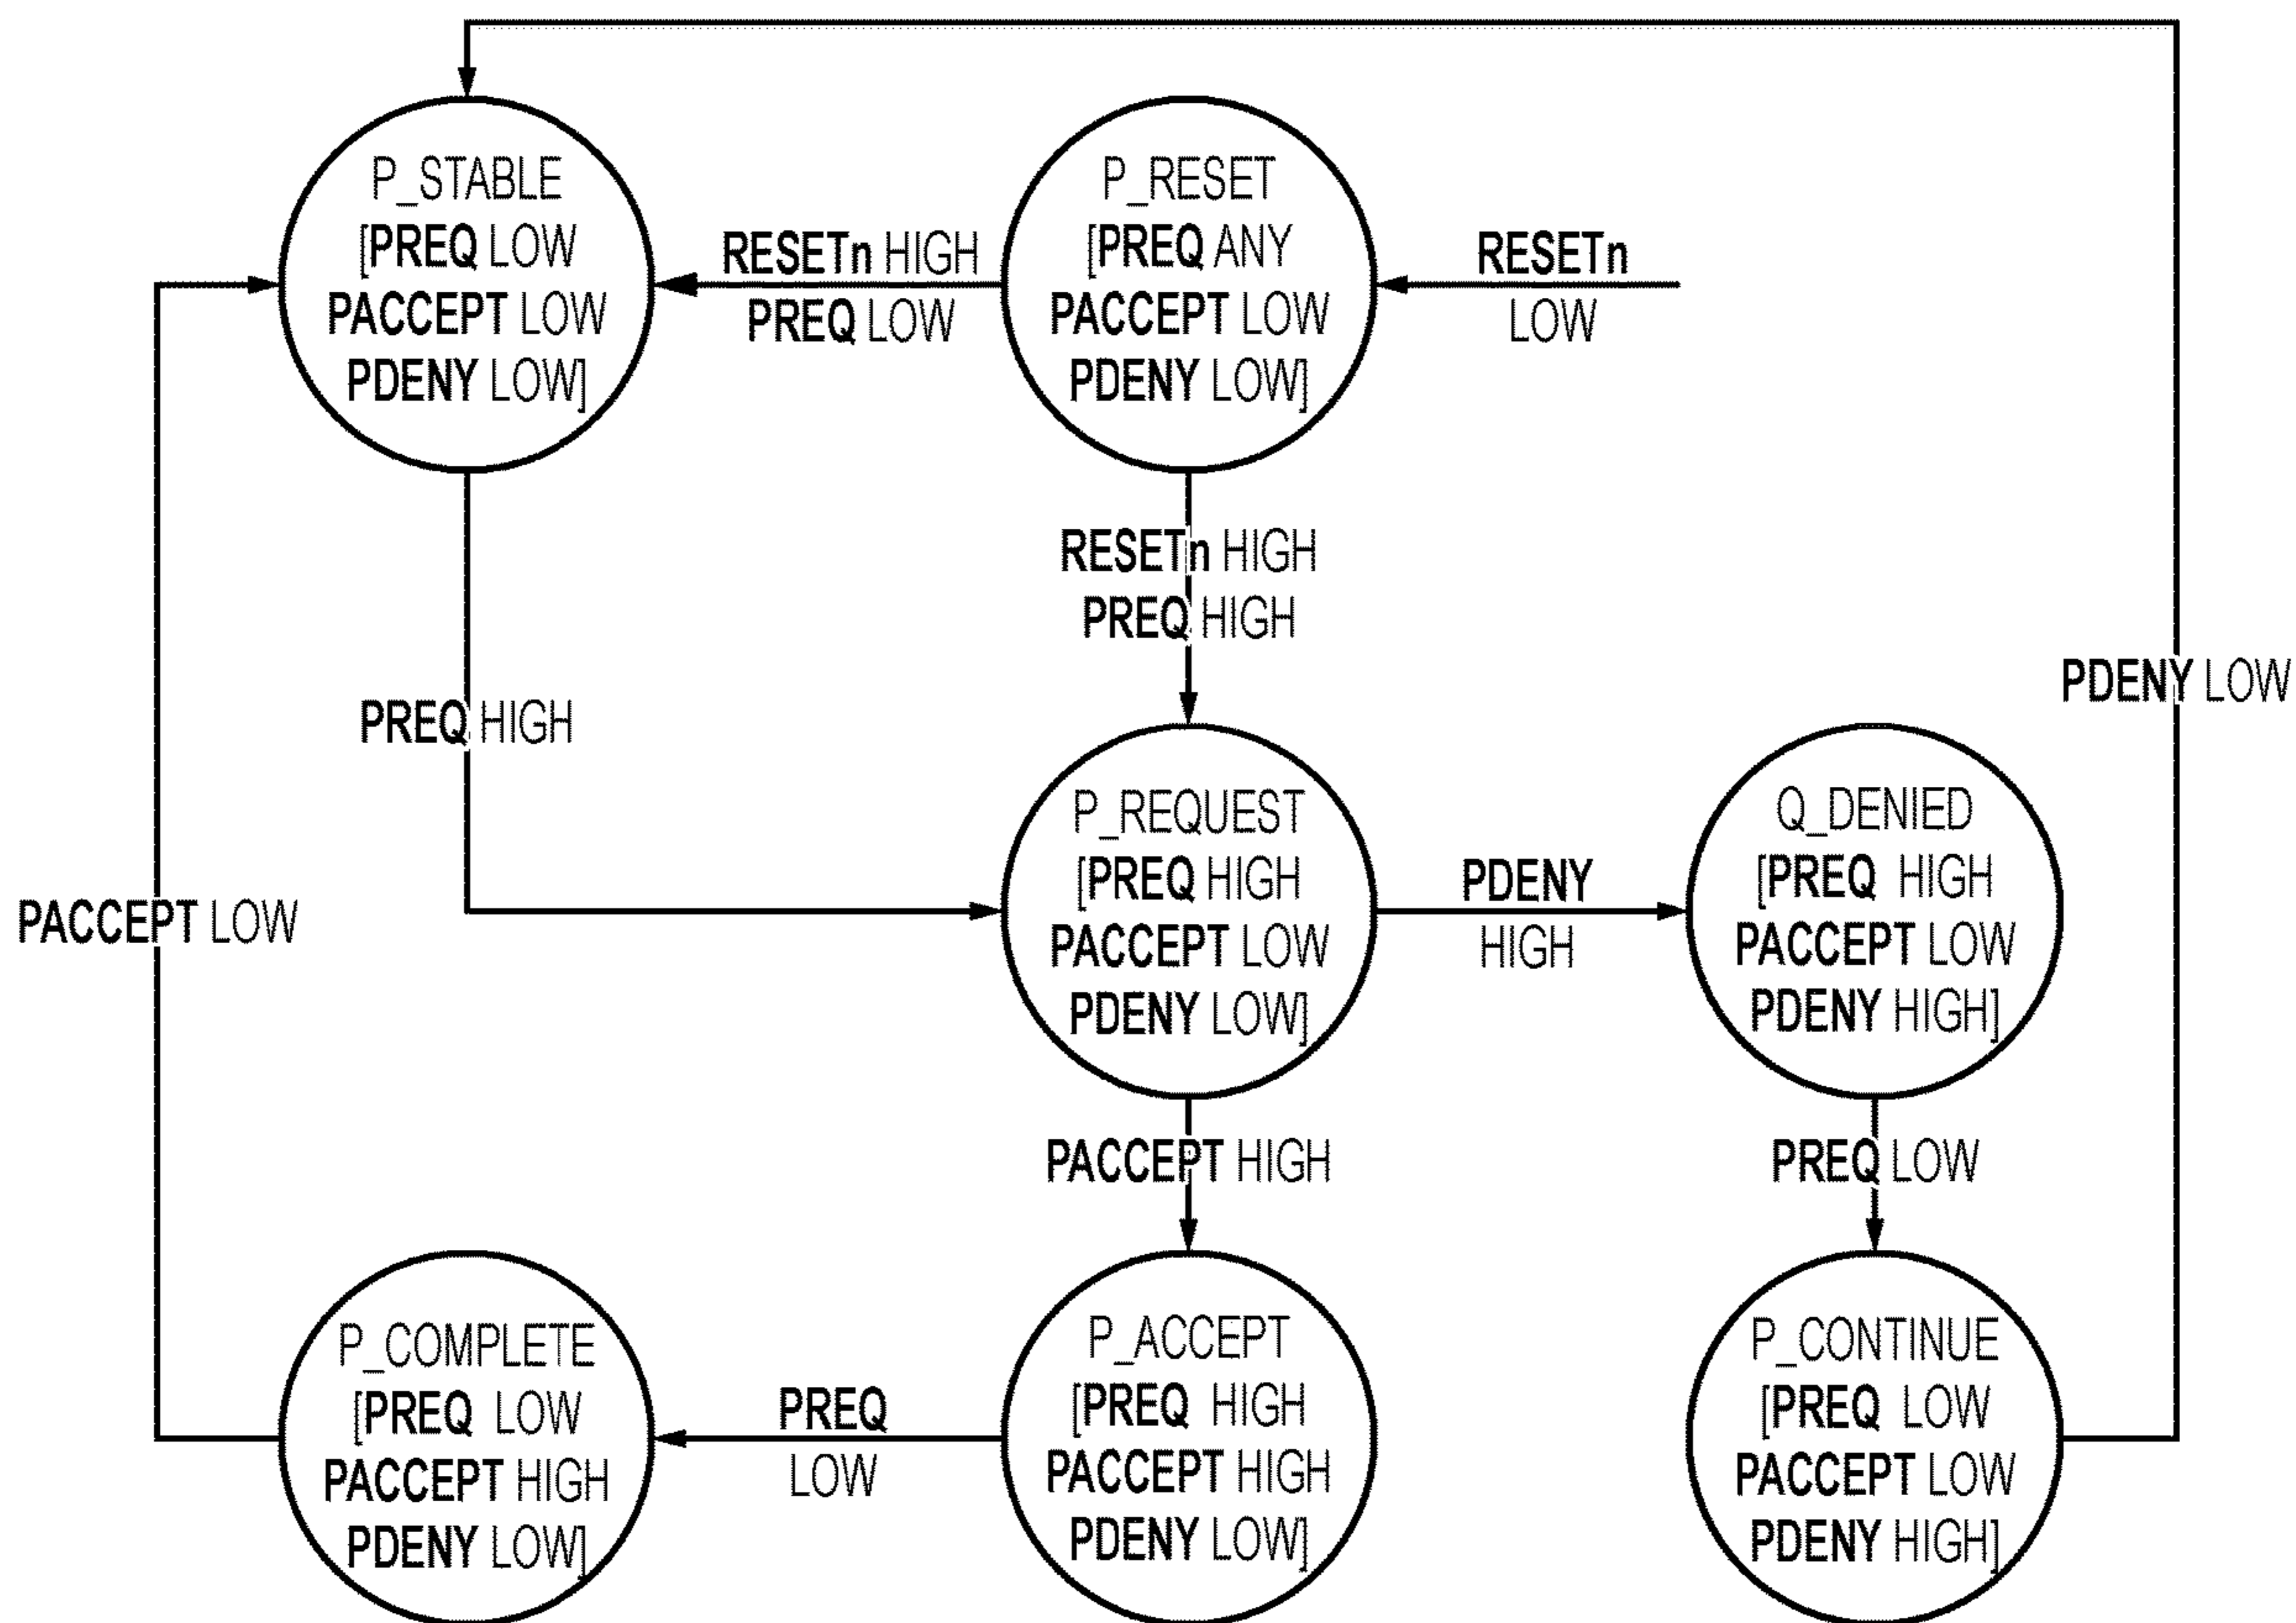 P_STABLE
[PREQ LOW
PACCEPT LOW
PDENY LOW]
RESETn HIGH
PREQ LOW
P_RESET
[PREQ ANY
PACCEPT LOW
PDENY LOW]
RESETn
LOW
RESETn HIGH
PREQ HIGH
PREQ HIGH
PDENY LOW
PACCEPT LOW
P_REQUEST
[PREQ HIGH
PACCEPT LOW
PDENY LOW]
PDENY
HIGH
Q_DENIED
[PREQ HIGH
PACCEPT LOW
PDENY HIGH]
PACCEPT HIGH
PREQ LOW
P_COMPLETE
[PREQ LOW
PACCEPT HIGH
PDENY LOW]
PREQ
LOW
P_ACCEPT
[PREQ HIGH
PACCEPT HIGH
PDENY LOW]
P_CONTINUE
[PREQ LOW
PACCEPT LOW
PDENY HIGH]